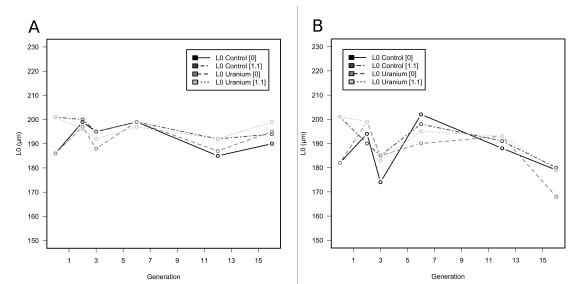 A
230
220
210
200
190
180
170
160
150
L0 (µm)
L0 Control [0]
L0 Control [1.1]
L0 Uranium [0]
L0 Uranium [1.1]
1 3 5 7 9 11 13 15
Generation
B
230
220
210
200
190
180
170
160
150
L0 (µm)
L0 Control [0]
L0 Control [1.1]
L0 Uranium [0]
L0 Uranium [1.1]
1 3 5 7 9 11 13 15
Generation